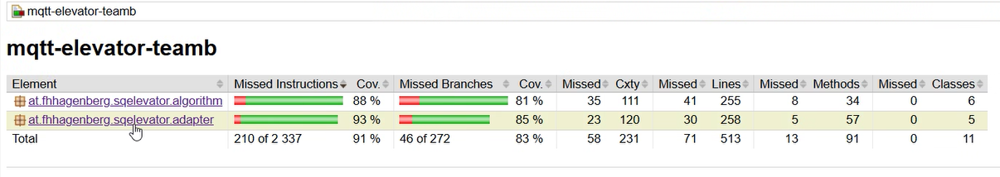 mqtt-elevator-teamb
mqtt-elevator-teamb
Element Missed Instructions Cov. Missed Branches Cov. Missed Cxty Missed Lines Missed Methods Missed Classes
at.fhhagenberg.sqelevator.algorithm 88 % 81 % 35 111 41 255 8 34 0 6
at.fhhagenberg.sqelevator.adapter 93 % 85 % 23 120 30 258 5 57 0 5
Total 210 of 2 337 91 % 46 of 272 83 % 58 231 71 513 13 91 0 11